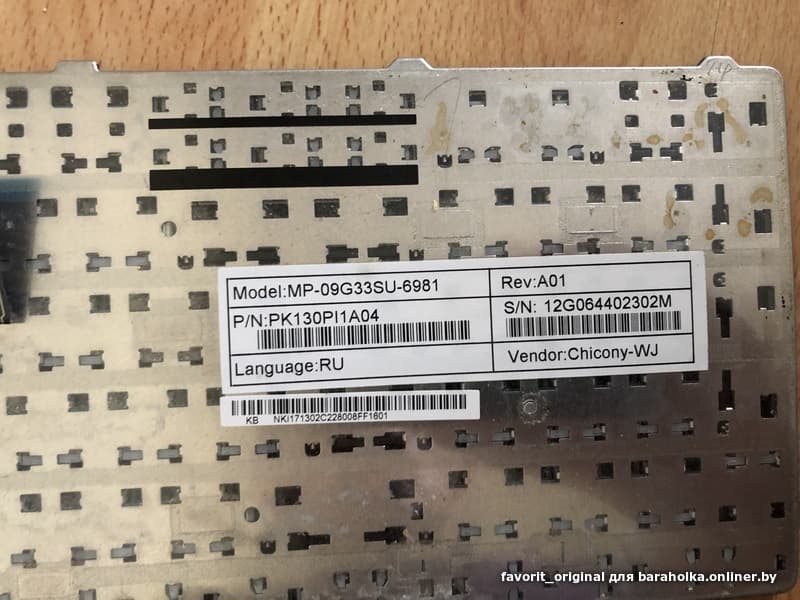 Model:MP-09G33SU-6981
Rev:A01
P/N:PK130PI1A04
S/N: 12G064402302M
Language:RU
Vendor:Chicony-WJ
KB NKI171302C228008FF1601
favorit_original для baraholka.onliner.by